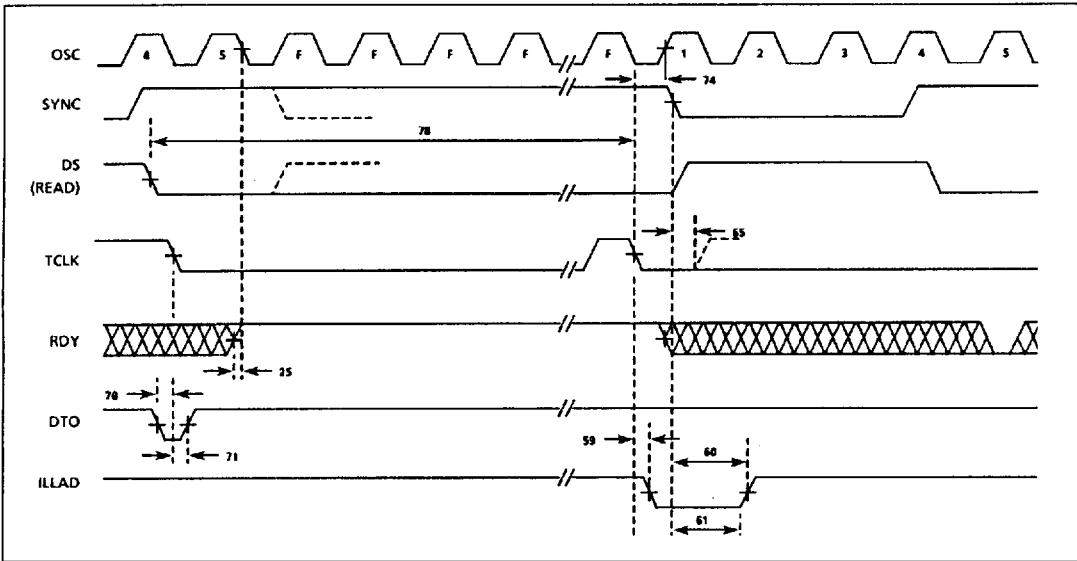 OSC 4 5 F F F F F 1 2 3 4 5
74
SYNC
78
DS
(READ)
65
TCLK
RDY
25
70
DTO
59 60
71
ILLAD
61